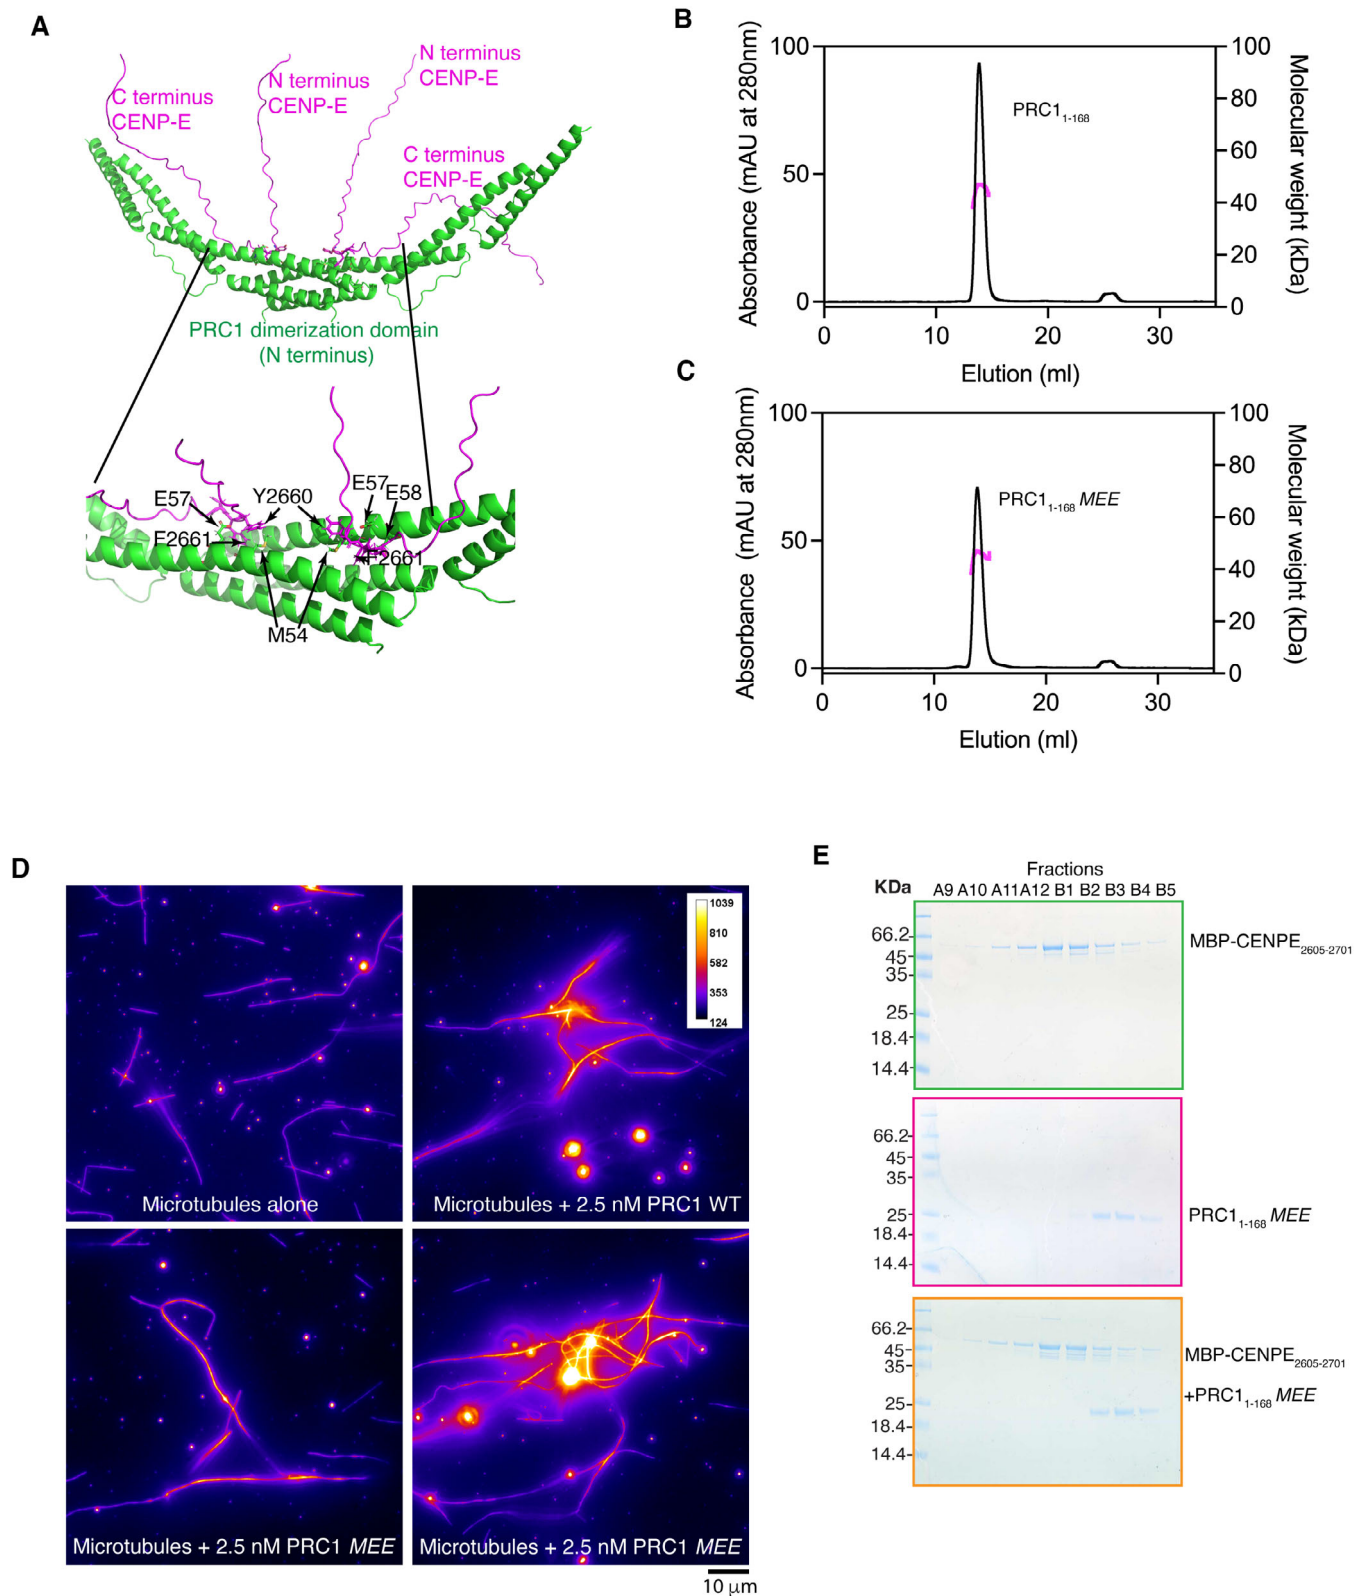 A
N terminus
CENP-E
N terminus
CENP-E
C terminus
CENP-E
C terminus
CENP-E
PRC1 dimerization domain
(N terminus)
E57
Y2660
E57
E58
F2661
F2661
M54
B
Absorbance (mAU at 280nm)
100
50
0
PRC1₁₋₁₆₈
100
80
60
40
20
0
Molecular weight (kDa)
0 10 20 30
Elution (ml)
C
Absorbance (mAU at 280nm)
100
50
0
PRC1₁₋₁₆₈ MEE
100
80
60
40
20
0
Molecular weight (kDa)
0 10 20 30
Elution (ml)
D
Microtubules alone
1039
810
582
353
124
Microtubules + 2.5 nM PRC1 WT
Microtubules + 2.5 nM PRC1 MEE
Microtubules + 2.5 nM PRC1 MEE
10 μm
E
Fractions
KDa A9 A10 A11 A12 B1 B2 B3 B4 B5
66.2
45
35
25
18.4
14.4
MBP-CENPE₂₆₀₅₋₂₇₀₁
66.2
45
35
25
18.4
14.4
PRC1₁₋₁₆₈ MEE
66.2
45
35
25
18.4
14.4
MBP-CENPE₂₆₀₅₋₂₇₀₁
+PRC1₁₋₁₆₈ MEE